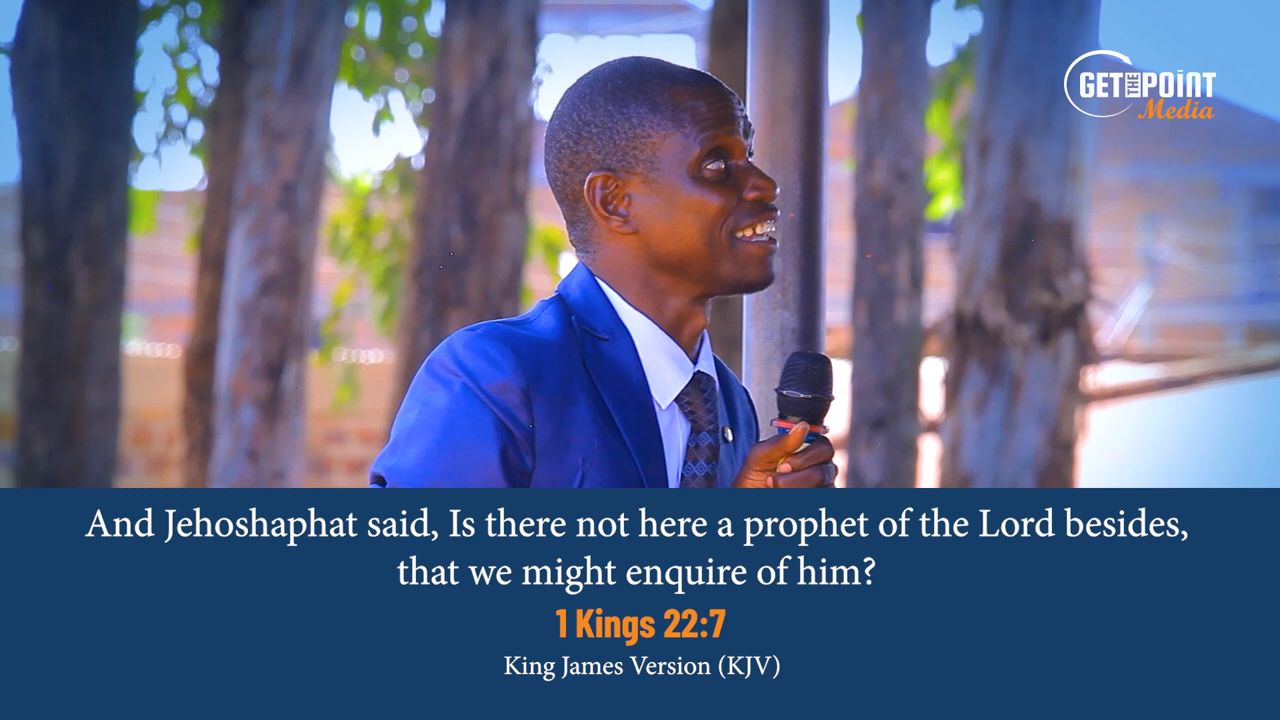 GET THE POINT
Media
And Jehoshaphat said, Is there not here a prophet of the Lord besides,
that we might enquire of him?
1 Kings 22:7
King James Version (KJV)